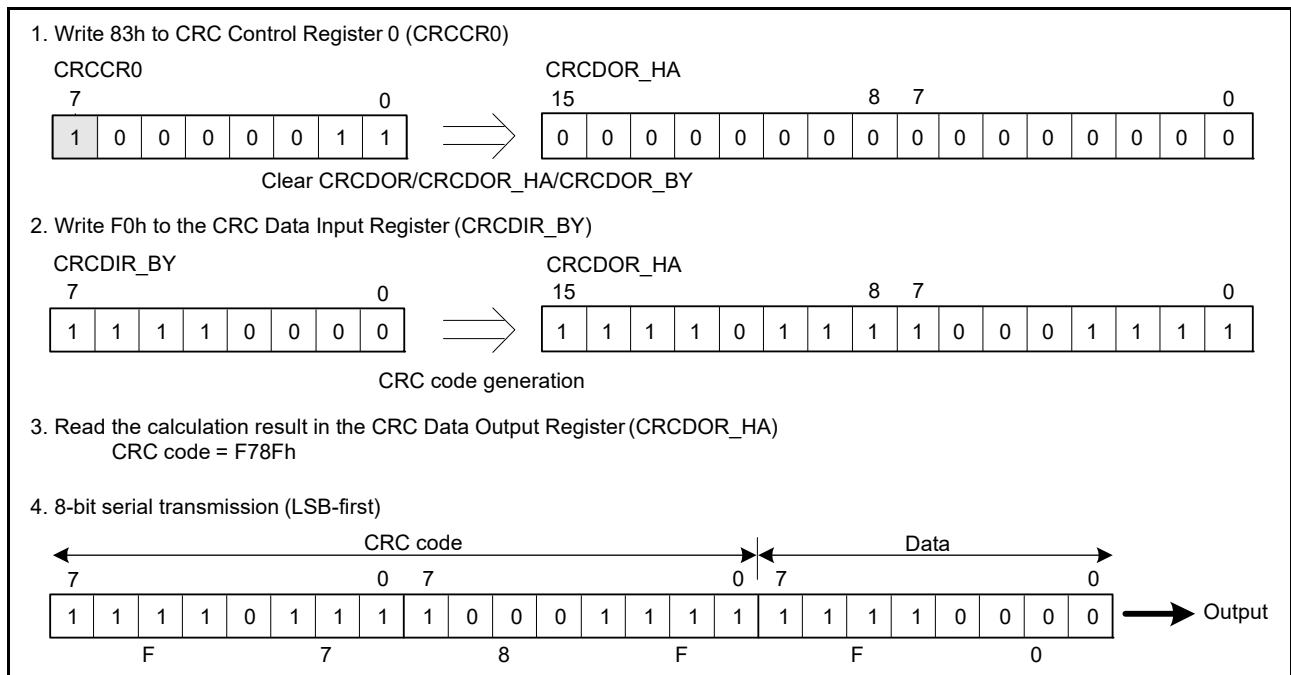 1. Write 83h to CRC Control Register 0 (CRCCR0)
CRCCR0 CRCDOR_HA
7 0 15 8 7 0
1 0 0 0 0 0 1 1 0 0 0 0 0 0 0 0 0 0 0 0 0 0 0 0
Clear CRCDOR/CRCDOR_HA/CRCDOR_BY
2. Write F0h to the CRC Data Input Register (CRCDIR_BY)
CRCDIR_BY CRCDOR_HA
7 0 15 8 7 0
1 1 1 1 0 0 0 0 1 1 1 1 0 1 1 1 1 0 0 0 1 1 1 1
CRC code generation
3. Read the calculation result in the CRC Data Output Register (CRCDOR_HA)
CRC code = F78Fh
4. 8-bit serial transmission (LSB-first)
CRC code Data
7 0 7 0 7 0
1 1 1 1 0 1 1 1 1 0 0 0 1 1 1 1 1 1 1 1 0 0 0 0 Output
F 7 8 F F 0